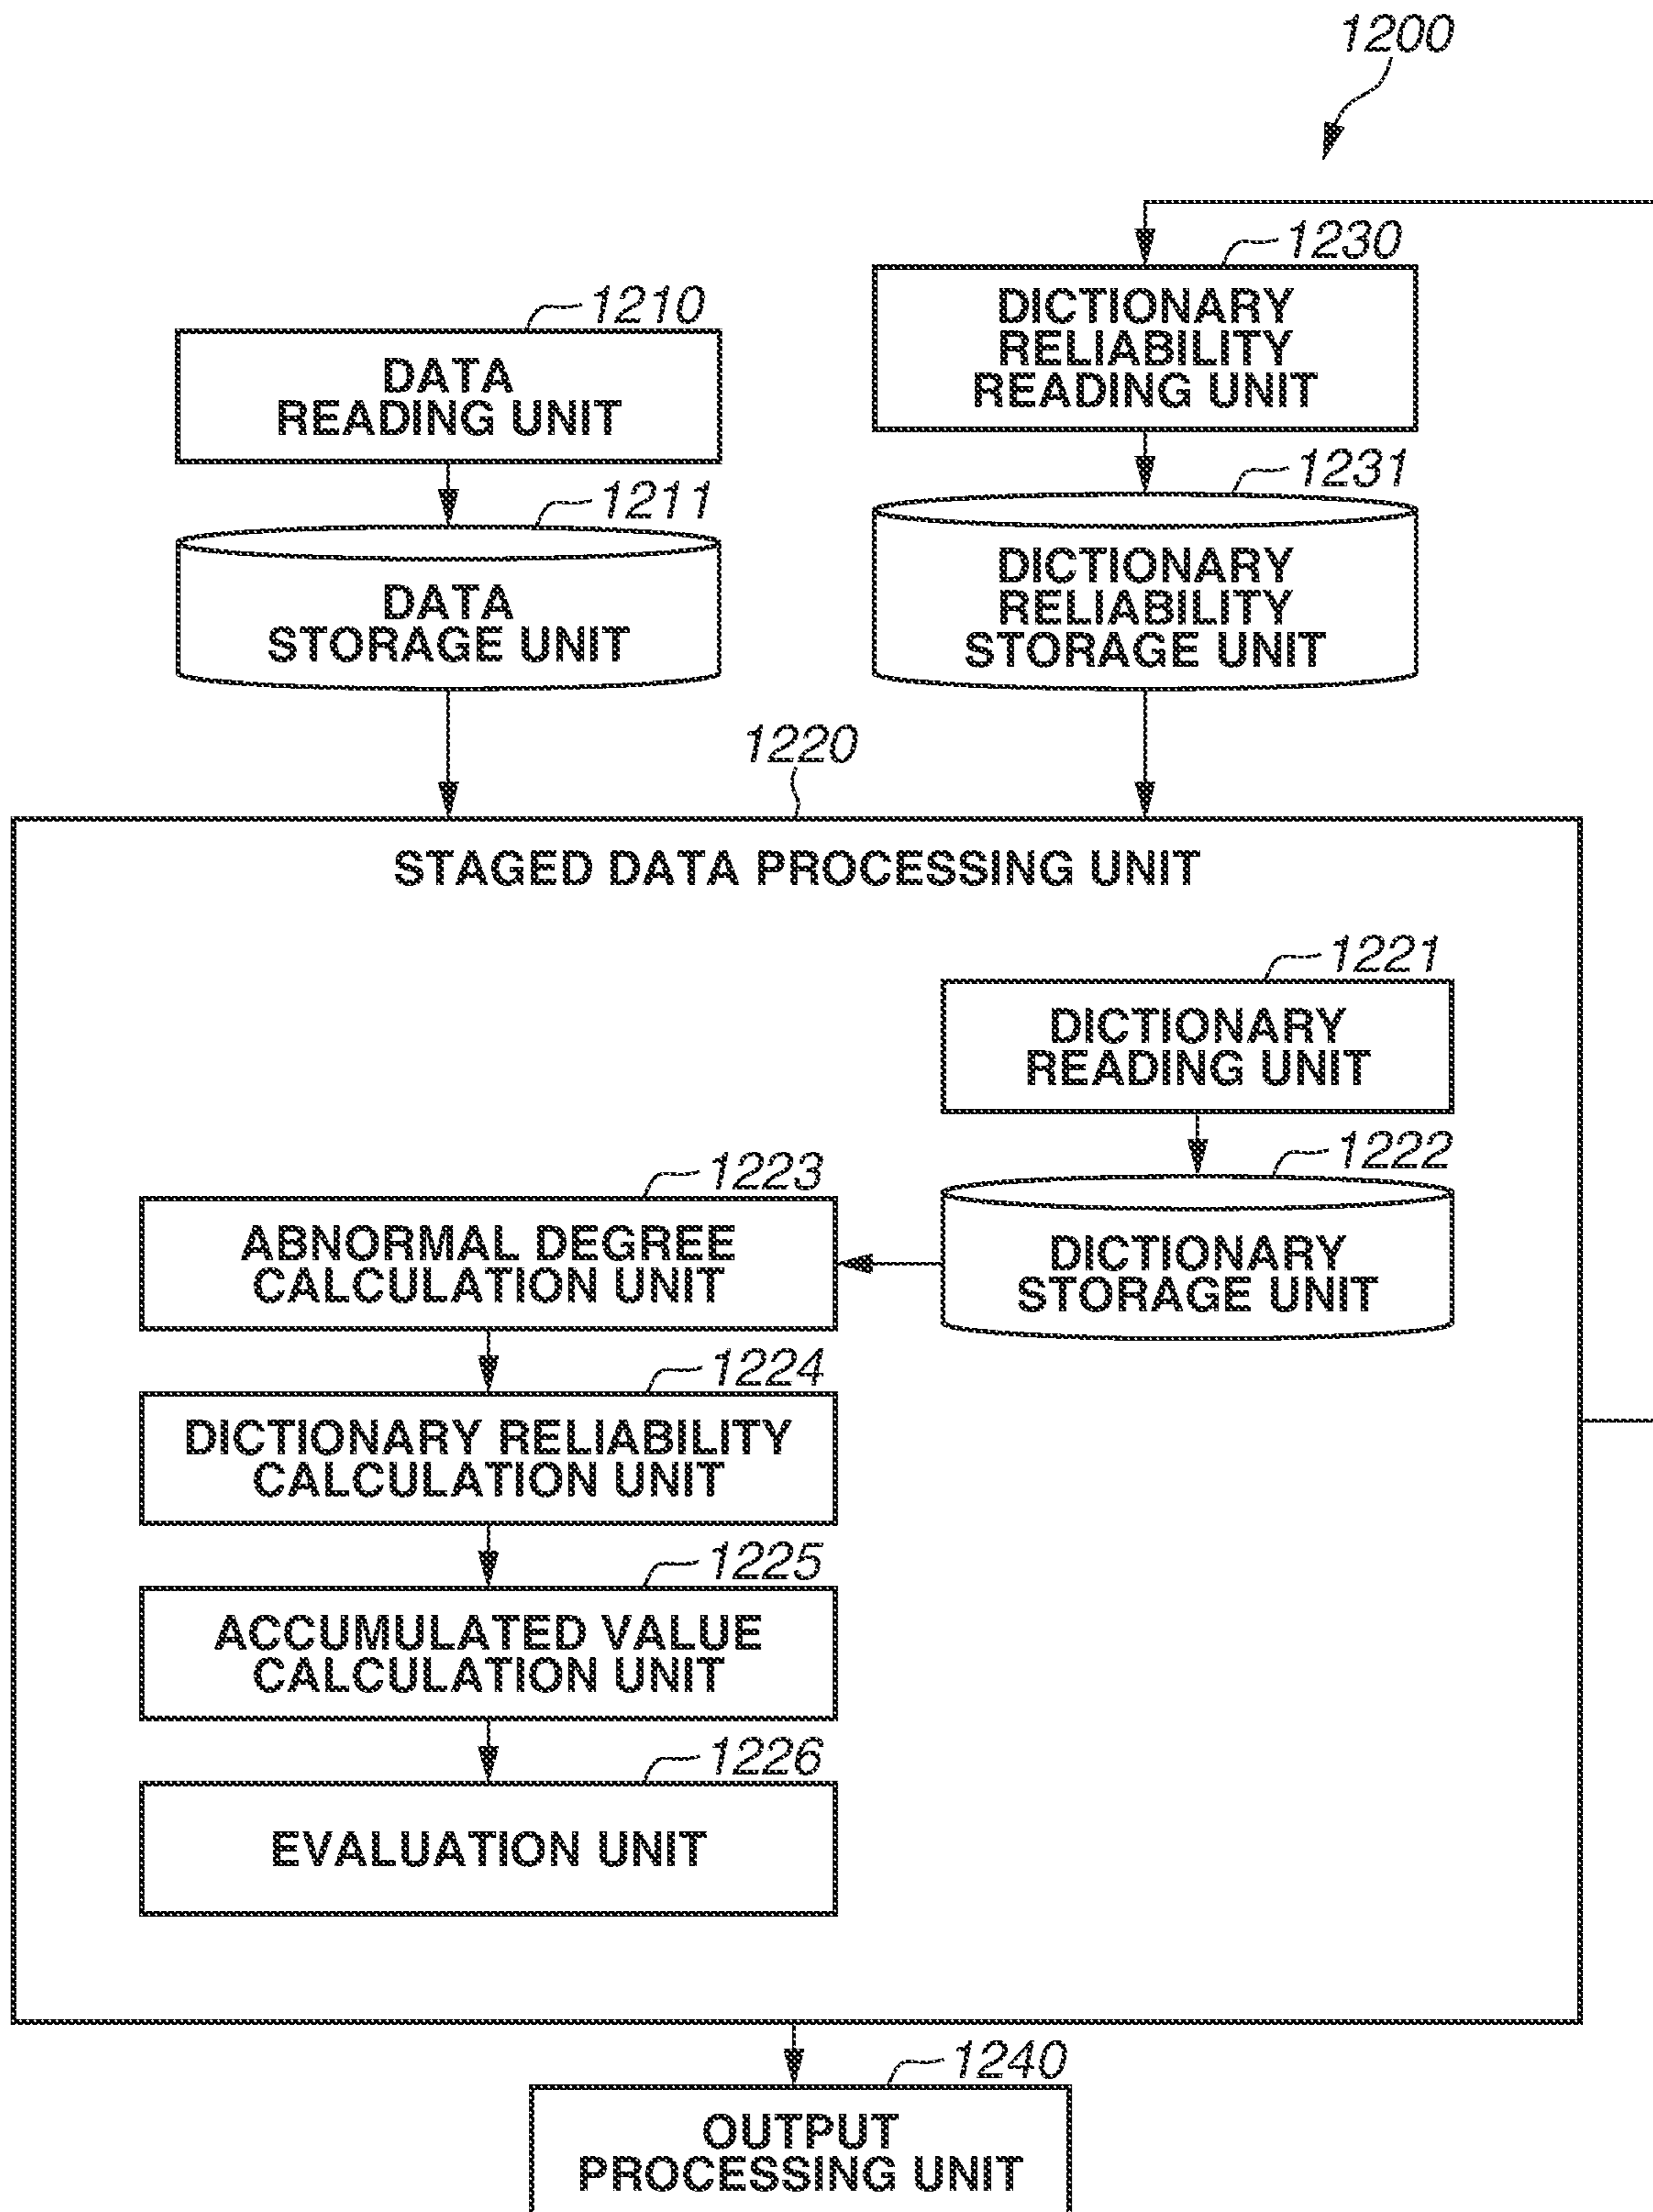 1200
1230
DICTIONARY
RELIABILITY
READING UNIT
1210
DATA
READING UNIT
1231
DICTIONARY
RELIABILITY
STORAGE UNIT
1211
DATA
STORAGE UNIT
1220
STAGED DATA PROCESSING UNIT
1221
DICTIONARY
READING UNIT
1222
DICTIONARY
STORAGE UNIT
1223
ABNORMAL DEGREE
CALCULATION UNIT
1224
DICTIONARY RELIABILITY
CALCULATION UNIT
1225
ACCUMULATED VALUE
CALCULATION UNIT
1226
EVALUATION UNIT
1240
OUTPUT
PROCESSING UNIT